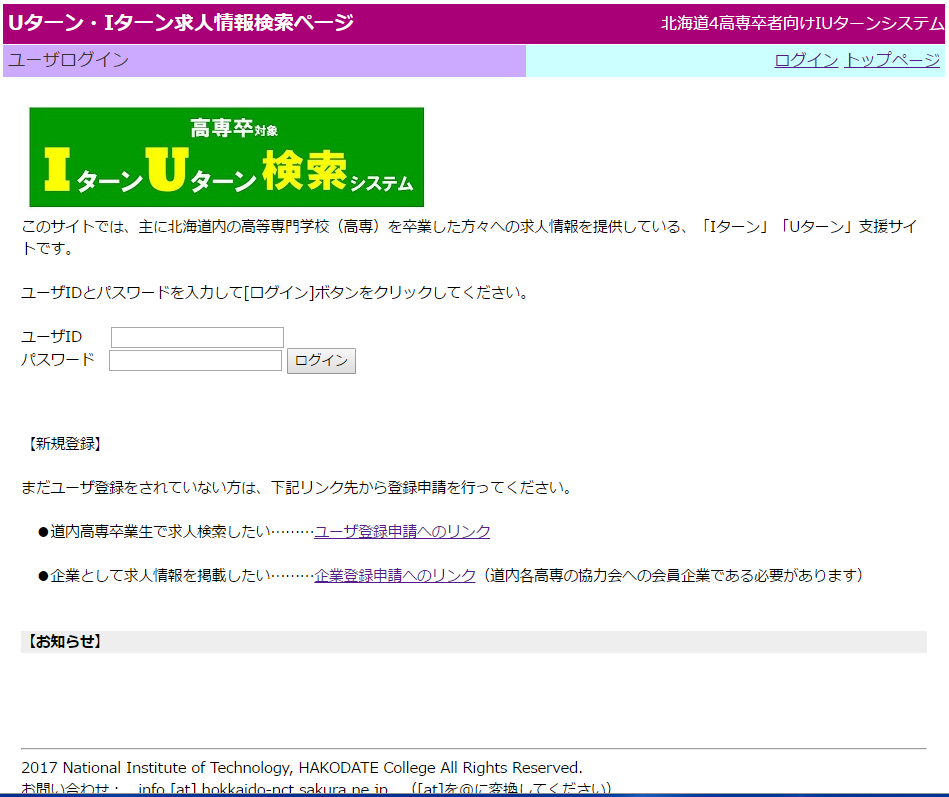 Uターン・Iターン求人情報検索ページ 北海道4高専卒者向けIUターンシステム
ユーザログイン ログイン トップページ
高専卒対象
IターンUターン検索システム
このサイトでは、主に北海道内の高等専門学校（高専）を卒業した方々への求人情報を提供している、「Iターン」「Uターン」支援サイ
トです。
ユーザIDとパスワードを入力して[ログイン]ボタンをクリックしてください。
ユーザID
パスワード ログイン
【新規登録】
まだユーザ登録をされていない方は、下記リンク先から登録申請を行ってください。
●道内高専卒業生で求人検索したい………ユーザ登録申請へのリンク
●企業として求人情報を掲載したい………企業登録申請へのリンク（道内各高専の協力会への会員企業である必要があります）
【お知らせ】
2017 National Institute of Technology, HAKODATE College All Rights Reserved.
お問い合わせ： info [at] hokkaido-nct.sakura.ne.jp （[at]を@に変換してください）